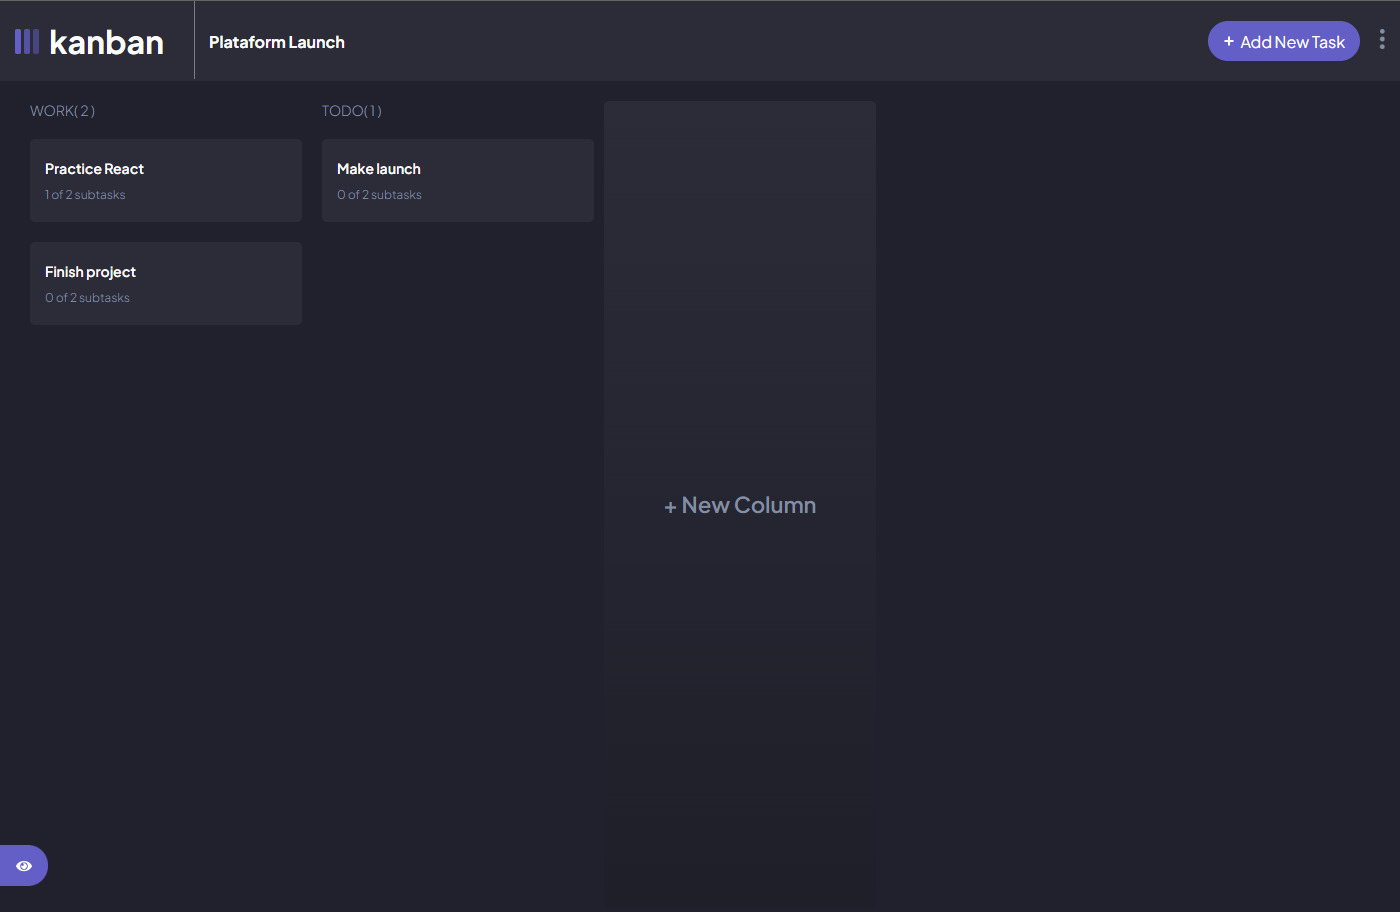 kanban
Plataform Launch
+ Add New Task
WORK( 2 )
Practice React
1 of 2 subtasks
Finish project
0 of 2 subtasks
TODO( 1 )
Make launch
0 of 2 subtasks
+ New Column